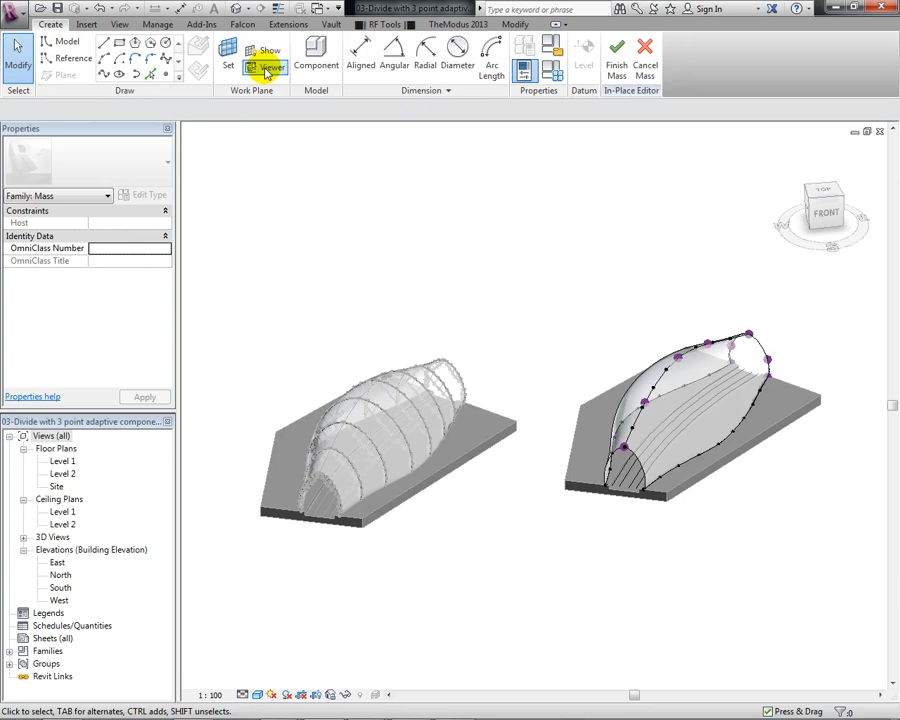 03-Divide with 3 point adaptive
Type a keyword or phrase
Sign In
Create Insert View Manage Add-Ins Falcon Extensions Vault RF Tools TheModus 2013 Modify
Modify
Model
Reference
Plane
Set
Show
Viewer
Component
Aligned Angular Radial Diameter Arc Length
Level
Finish Mass
Cancel Mass
Select Draw Work Plane Model Dimension Properties Datum In-Place Editor
Properties
Family: Mass
Edit Type
Constraints
Host
Identity Data
OmniClass Number
OmniClass Title
Properties help
Apply
03-Divide with 3 point adaptive compone...
Views (all)
Floor Plans
Level 1
Level 2
Site
Ceiling Plans
Level 1
Level 2
3D Views
Elevations (Building Elevation)
East
North
South
West
Legends
Schedules/Quantities
Sheets (all)
Families
Groups
Revit Links
TOP
FRONT
1 : 100
Click to select, TAB for alternates, CTRL adds, SHIFT unselects.
Press & Drag
:0